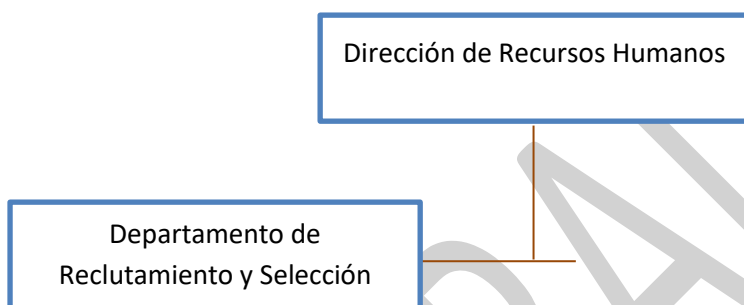 Dirección de Recursos Humanos
Departamento de
Reclutamiento y Selección